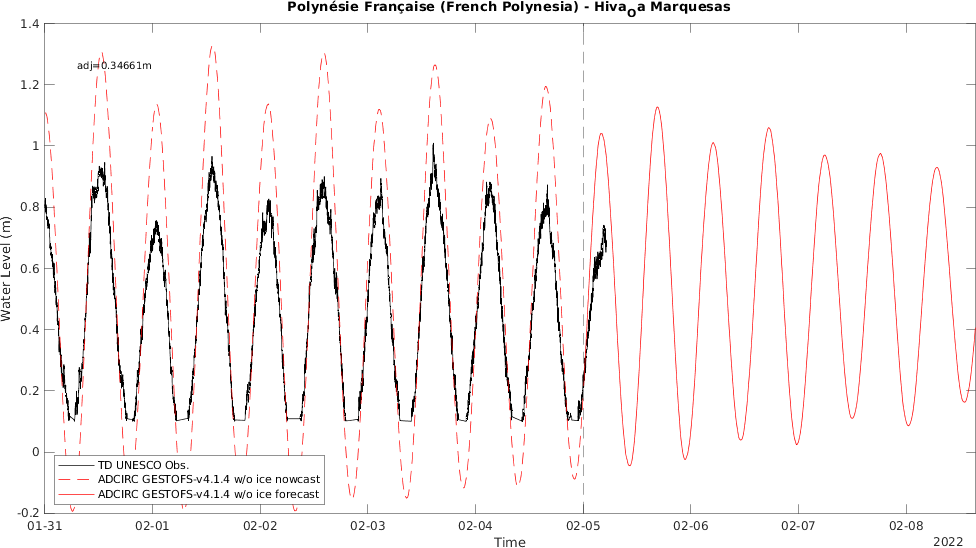 Polynésie Française (French Polynesia) - Hiva_Oa Marquesas
adj=0.34661m
Water Level (m)
1.4
1.2
1
0.8
0.6
0.4
0.2
0
-0.2
TD UNESCO Obs.
ADCIRC GESTOFS-v4.1.4 w/o ice nowcast
ADCIRC GESTOFS-v4.1.4 w/o ice forecast
01-31 02-01 02-02 02-03 02-04 02-05 02-06 02-07 02-08
Time
2022